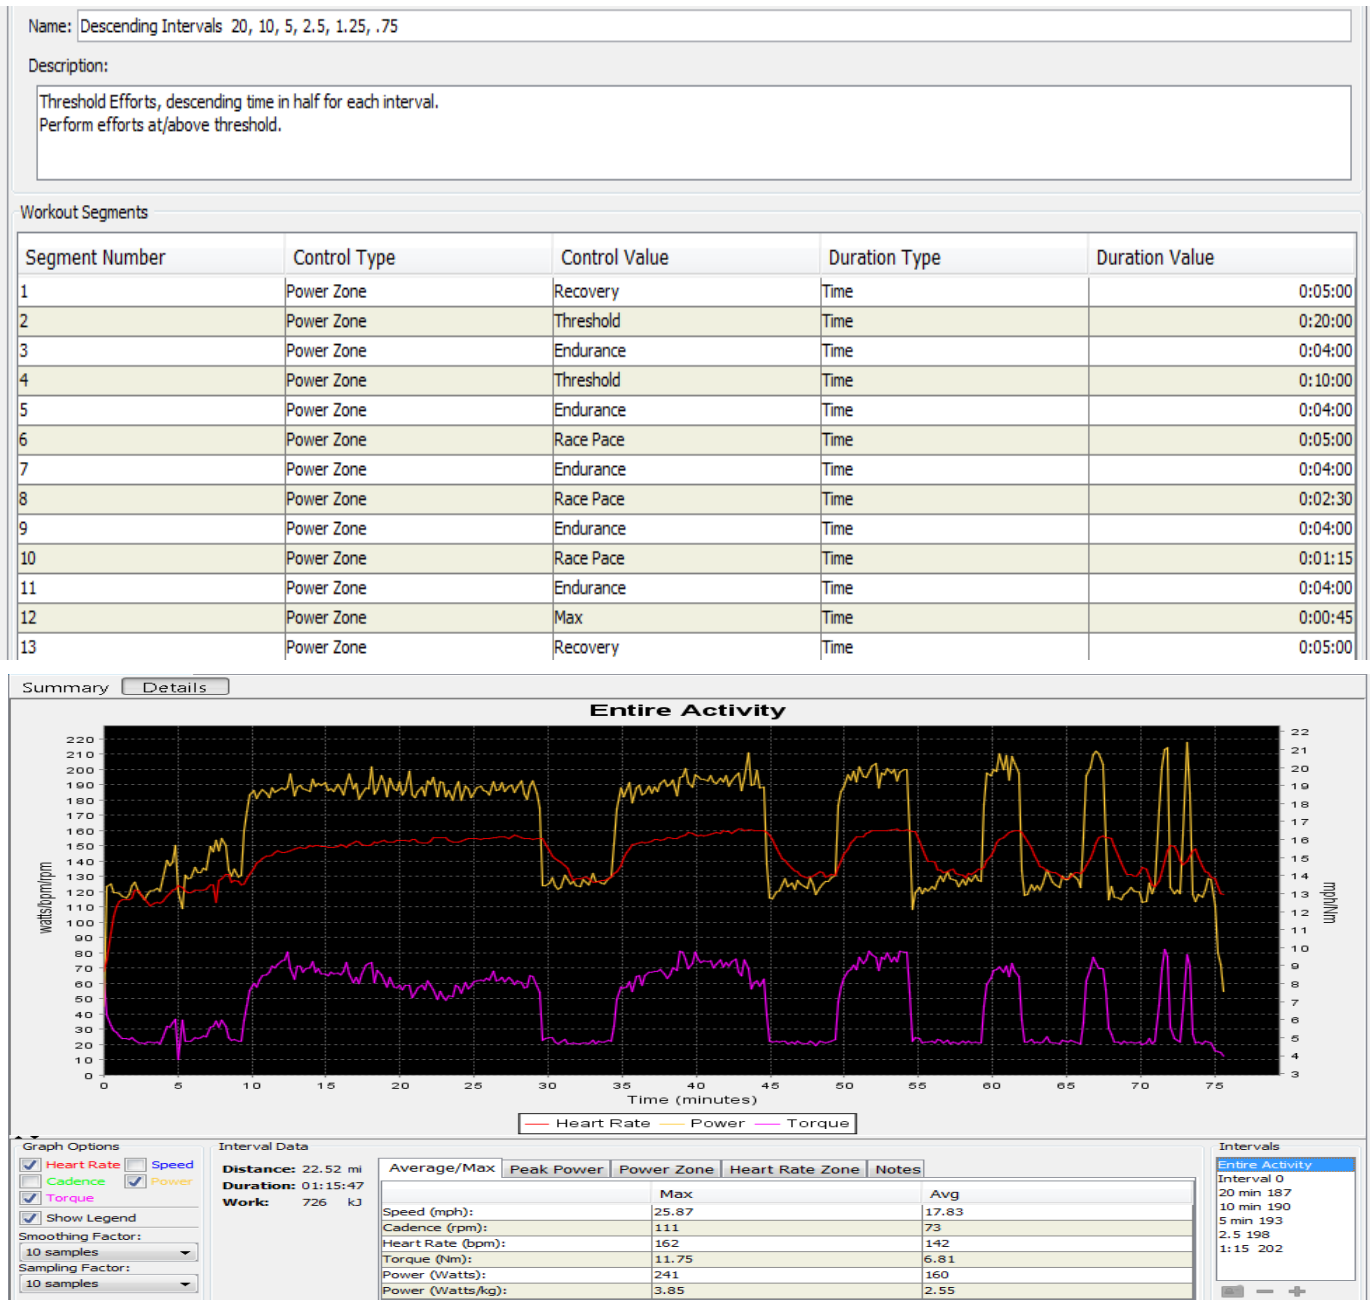 Name: Descending Intervals 20, 10, 5, 2.5, 1.25, .75
Description:
Threshold Efforts, descending time in half for each interval.
Perform efforts at/above threshold.
Workout Segments
Segment Number Control Type Control Value Duration Type Duration Value
1 Power Zone Recovery Time 0:05:00
2 Power Zone Threshold Time 0:20:00
3 Power Zone Endurance Time 0:04:00
4 Power Zone Threshold Time 0:10:00
5 Power Zone Endurance Time 0:04:00
6 Power Zone Race Pace Time 0:05:00
7 Power Zone Endurance Time 0:04:00
8 Power Zone Race Pace Time 0:02:30
9 Power Zone Endurance Time 0:04:00
10 Power Zone Race Pace Time 0:01:15
11 Power Zone Endurance Time 0:04:00
12 Power Zone Max Time 0:00:45
13 Power Zone Recovery Time 0:05:00
Summary Details
Entire Activity
220
210
200
190
180
170
160
150
140
130
120
110
100
90
80
70
60
50
40
30
20
10
0
watts/bpm/rpm
22
21
20
19
18
17
16
15
14
13
12
11
10
9
8
7
6
5
4
3
mph/Nm
0 5 10 15 20 25 30 35 40 45 50 55 60 65 70 75
Time (minutes)
Heart Rate Power Torque
Graph Options
Heart Rate Speed
Cadence Power
Torque
Show Legend
Smoothing Factor:
10 samples
Sampling Factor:
10 samples
Interval Data
Distance: 22.52 mi
Duration: 01:15:47
Work: 726 kJ
Average/Max Peak Power Power Zone Heart Rate Zone Notes
Max Avg
Speed (mph): 25.87 17.83
Cadence (rpm): 111 73
Heart Rate (bpm): 162 142
Torque (Nm): 11.75 6.81
Power (Watts): 241 160
Power (Watts/kg): 3.85 2.55
Intervals
Entire Activity
Interval 0
20 min 187
10 min 190
5 min 193
2.5 198
1:15 202